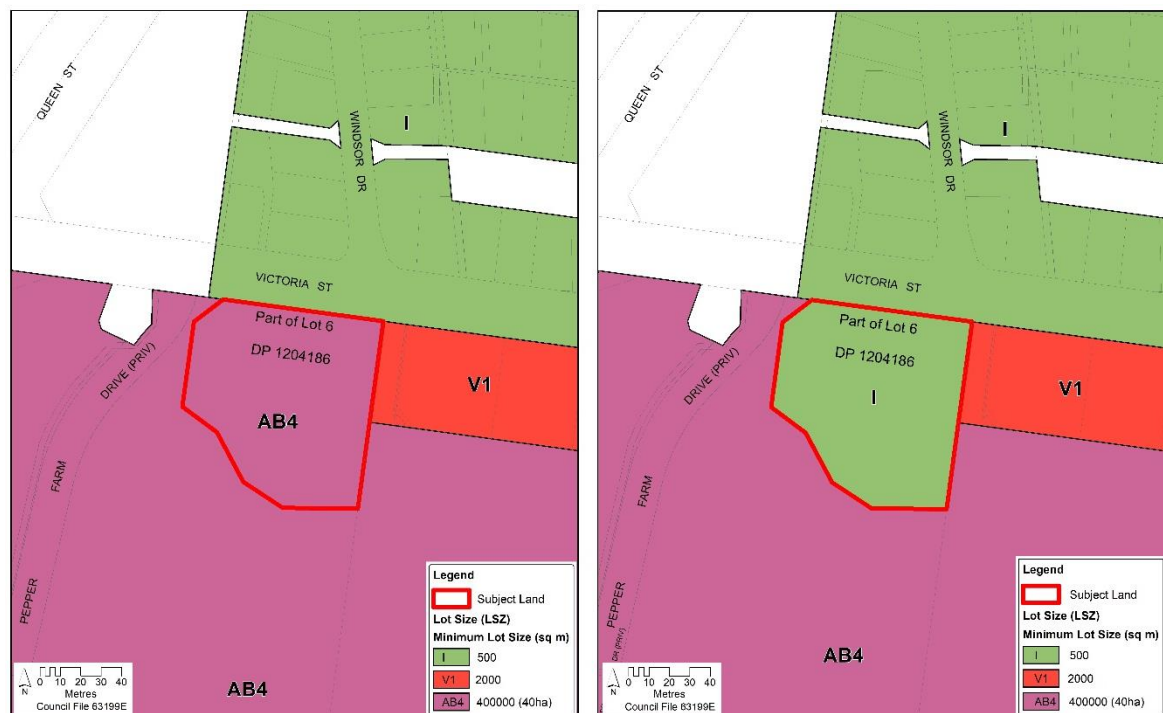 QUEEN ST
WINDSOR DR
I
VICTORIA ST
Part of Lot 6
DP 1204186
DRIVE (PRIV)
V1
AB4
FARM
PEPPER
AB4
Legend
Subject Land
Lot Size (LSZ)
Minimum Lot Size (sq m)
I 500
V1 2000
AB4 400000 (40ha)
N
0 10 20 30 40
Metres
Council File 63199E
QUEEN ST
WINDSOR DR
I
VICTORIA ST
Part of Lot 6
DP 1204186
DRIVE (PRIV)
V1
I
FARM
PEPPER
DR (PRIV)
AB4
Legend
Subject Land
Lot Size (LSZ)
Minimum Lot Size (sq m)
I 500
V1 2000
AB4 400000 (40ha)
N
0 10 20 30 40
Metres
Council File 63199E